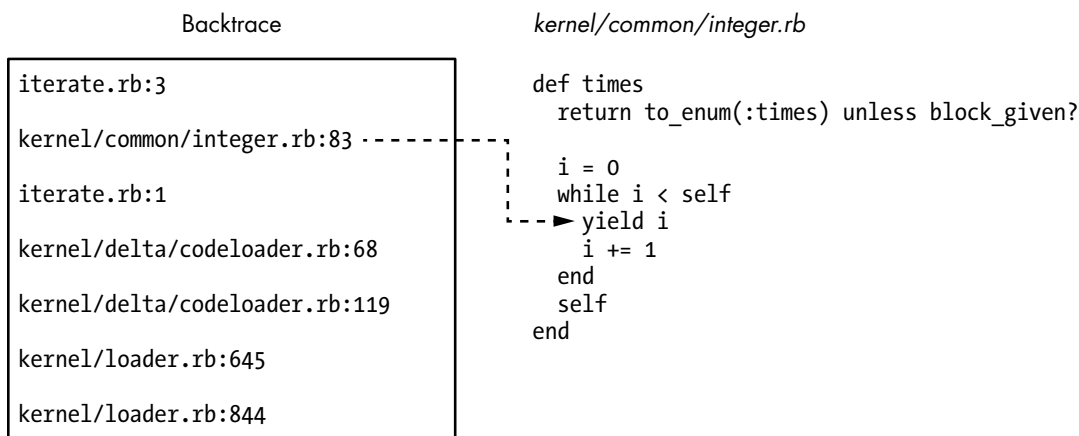 Backtrace
iterate.rb:3
kernel/common/integer.rb:83
iterate.rb:1
kernel/delta/codeloader.rb:68
kernel/delta/codeloader.rb:119
kernel/loader.rb:645
kernel/loader.rb:844
kernel/common/integer.rb
def times
  return to_enum(:times) unless block_given?
  i = 0
  while i < self
    yield i
    i += 1
  end
  self
end